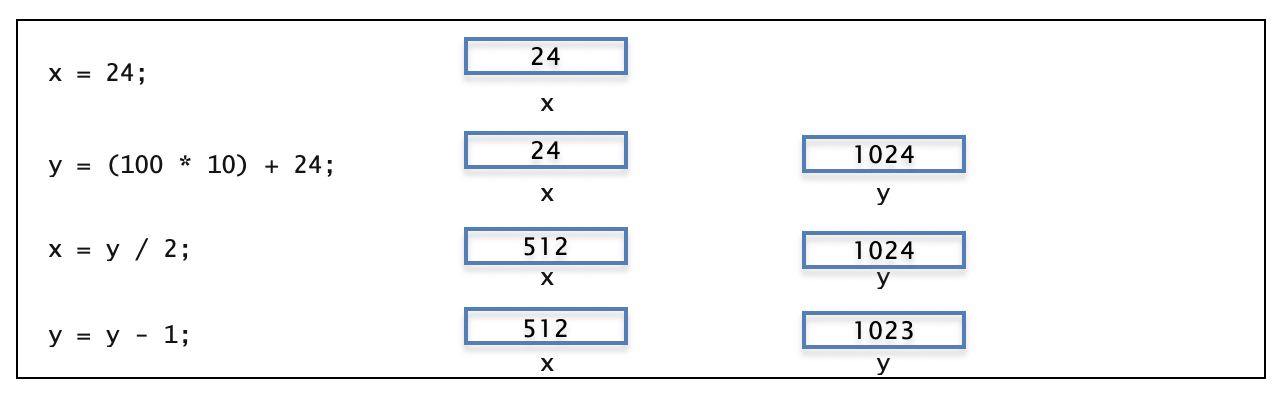 x = 24;
24
x
y = (100 * 10) + 24;
24
1024
x
y
x = y / 2;
512
1024
x
y
y = y - 1;
512
1023
x
y